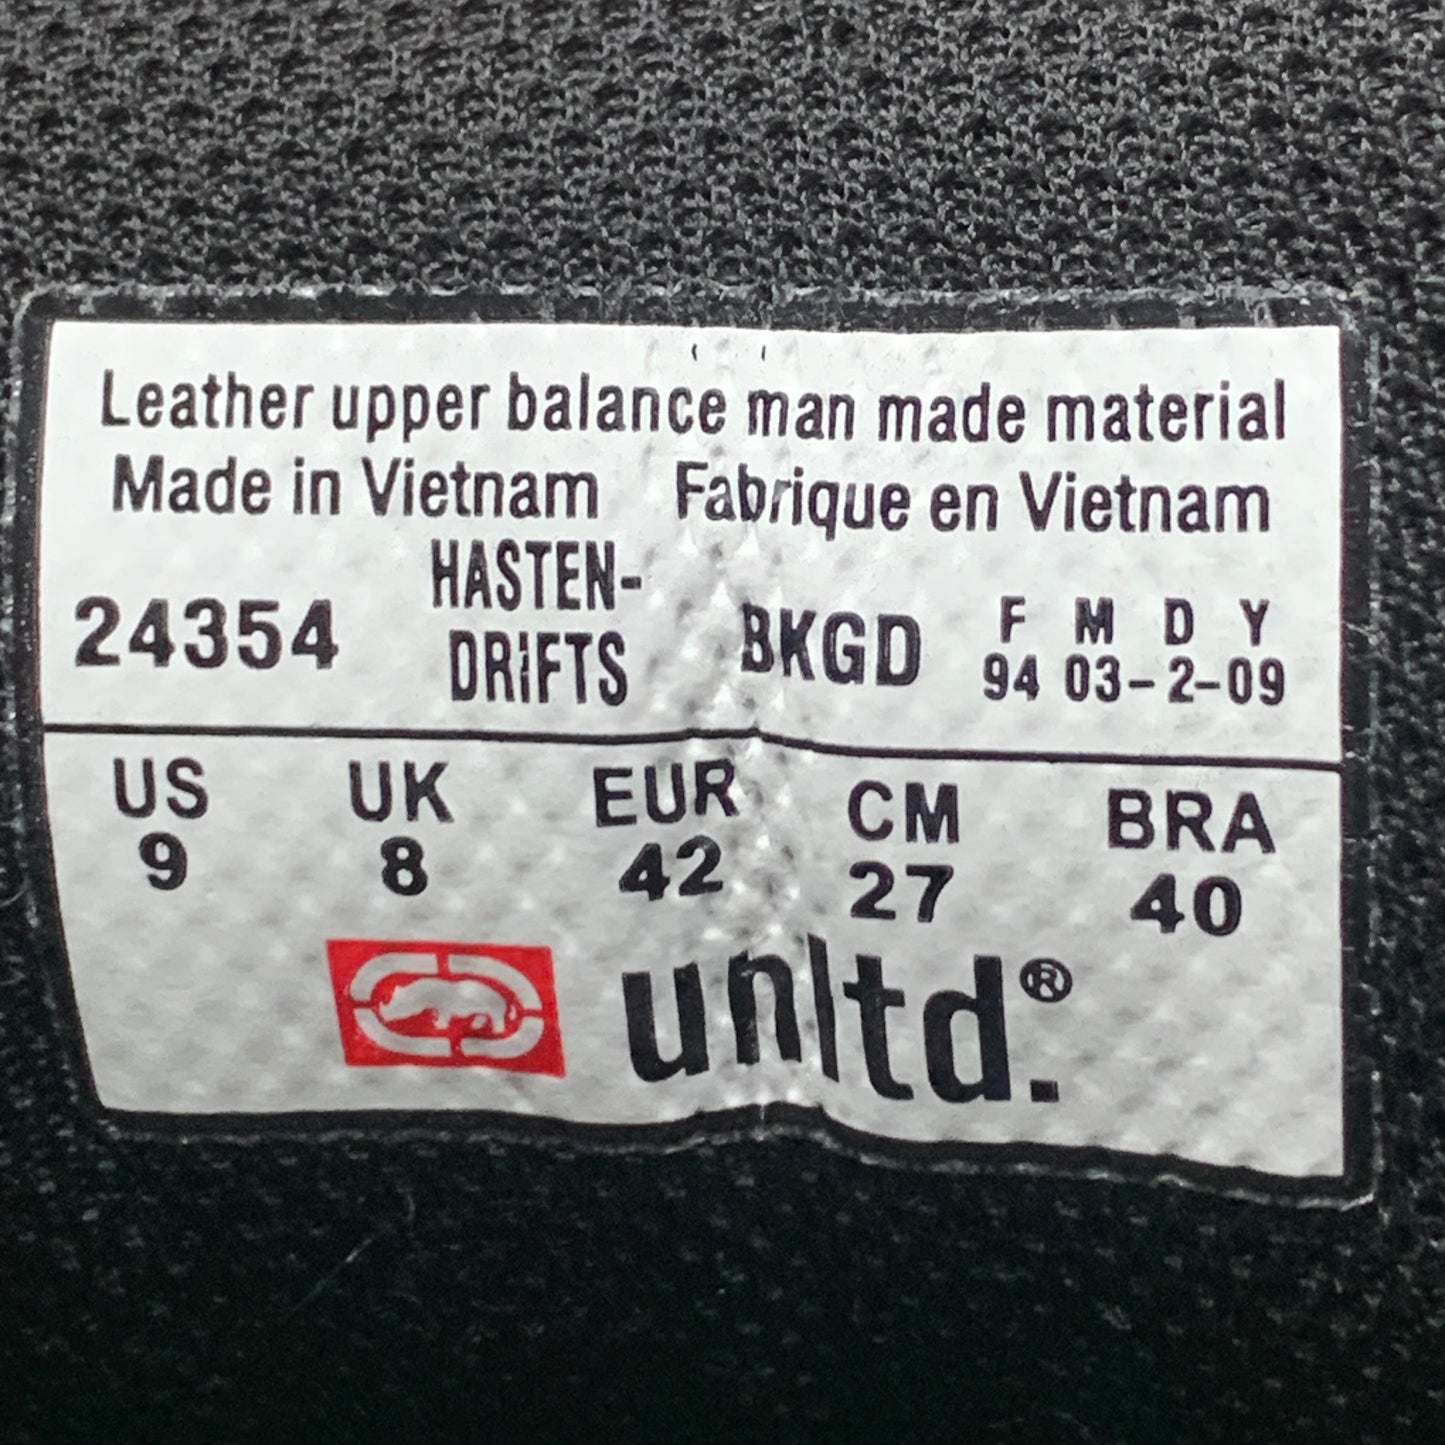 Leather upper balance man made material
Made in Vietnam Fabrique en Vietnam
24354 HASTEN-DRiFTS BKGD F M D Y
94 03-2-09
US UK EUR CM BRA
9 8 42 27 40
unltd.®